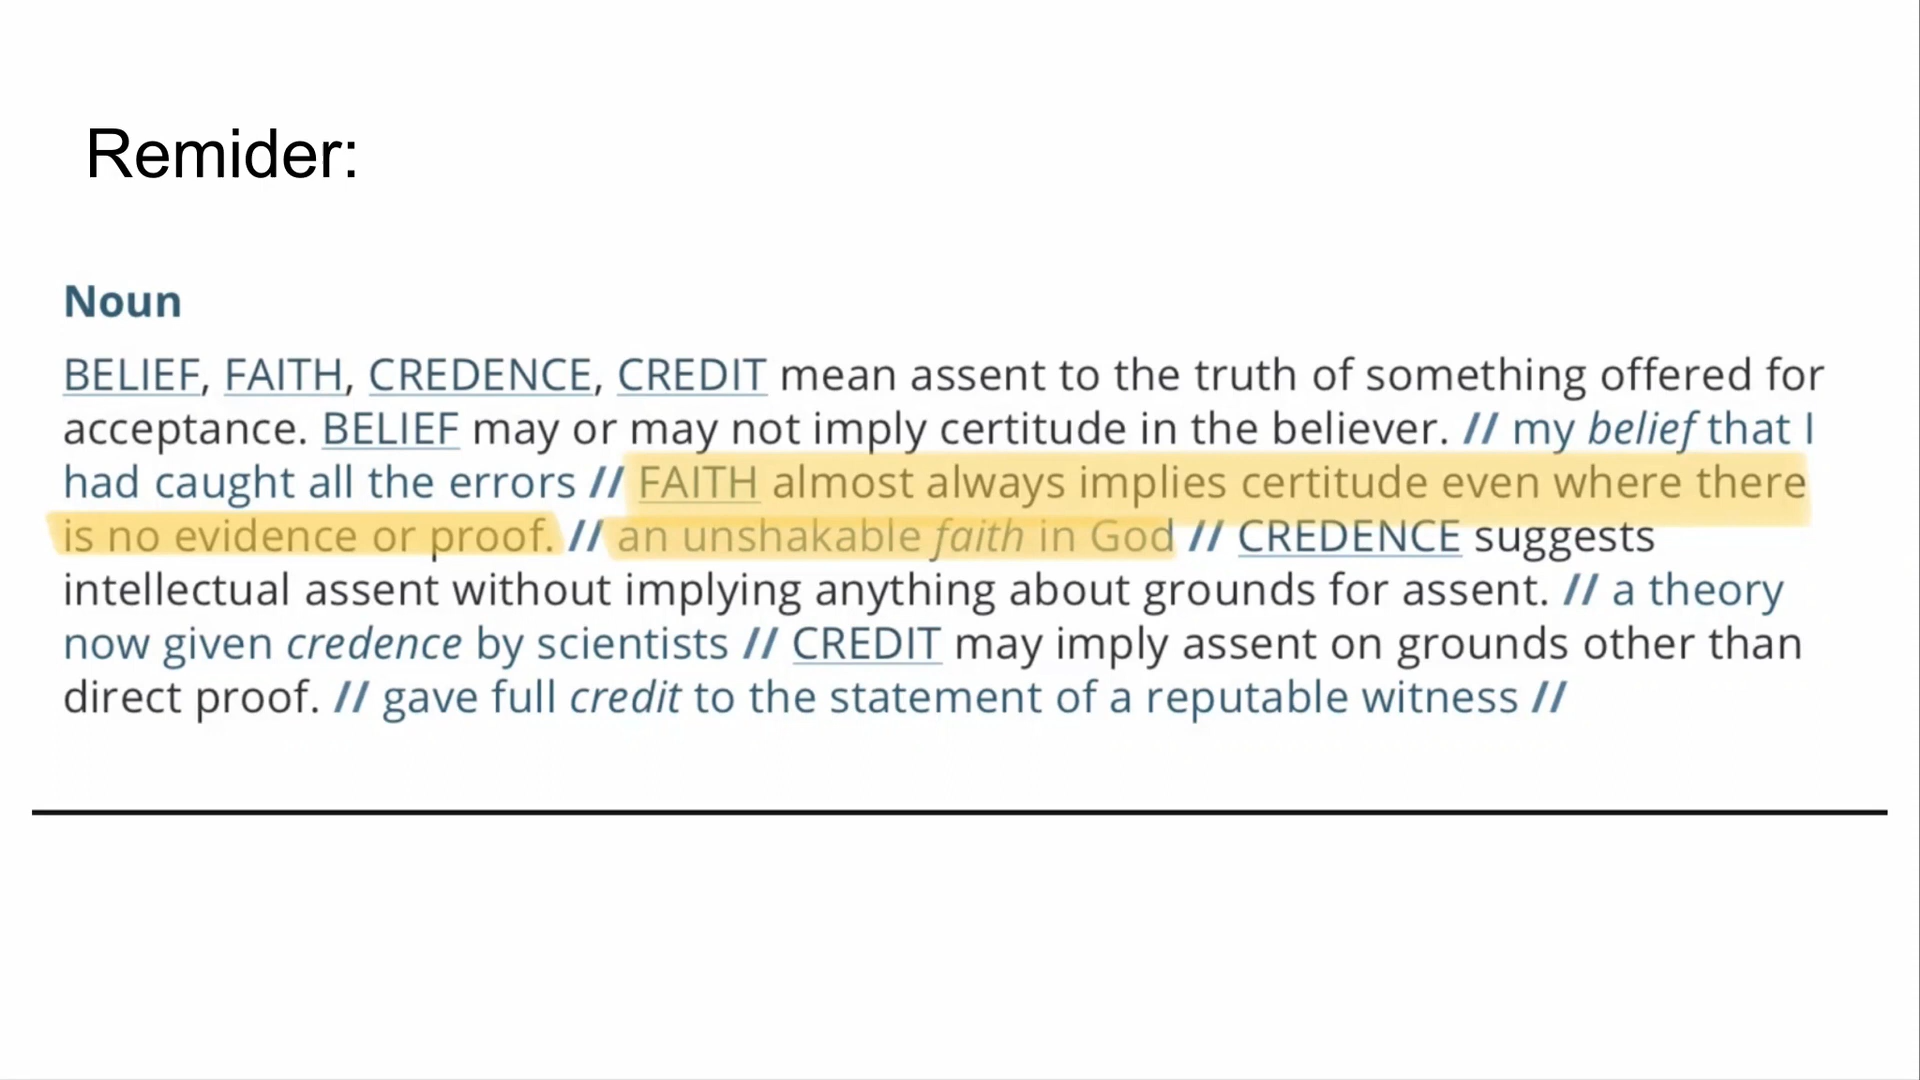 Remider:
Noun
BELIEF, FAITH, CREDENCE, CREDIT mean assent to the truth of something offered for
acceptance. BELIEF may or may not imply certitude in the believer. // my belief that I
had caught all the errors // FAITH almost always implies certitude even where there
is no evidence or proof. // an unshakable faith in God // CREDENCE suggests
intellectual assent without implying anything about grounds for assent. // a theory
now given credence by scientists // CREDIT may imply assent on grounds other than
direct proof. // gave full credit to the statement of a reputable witness //